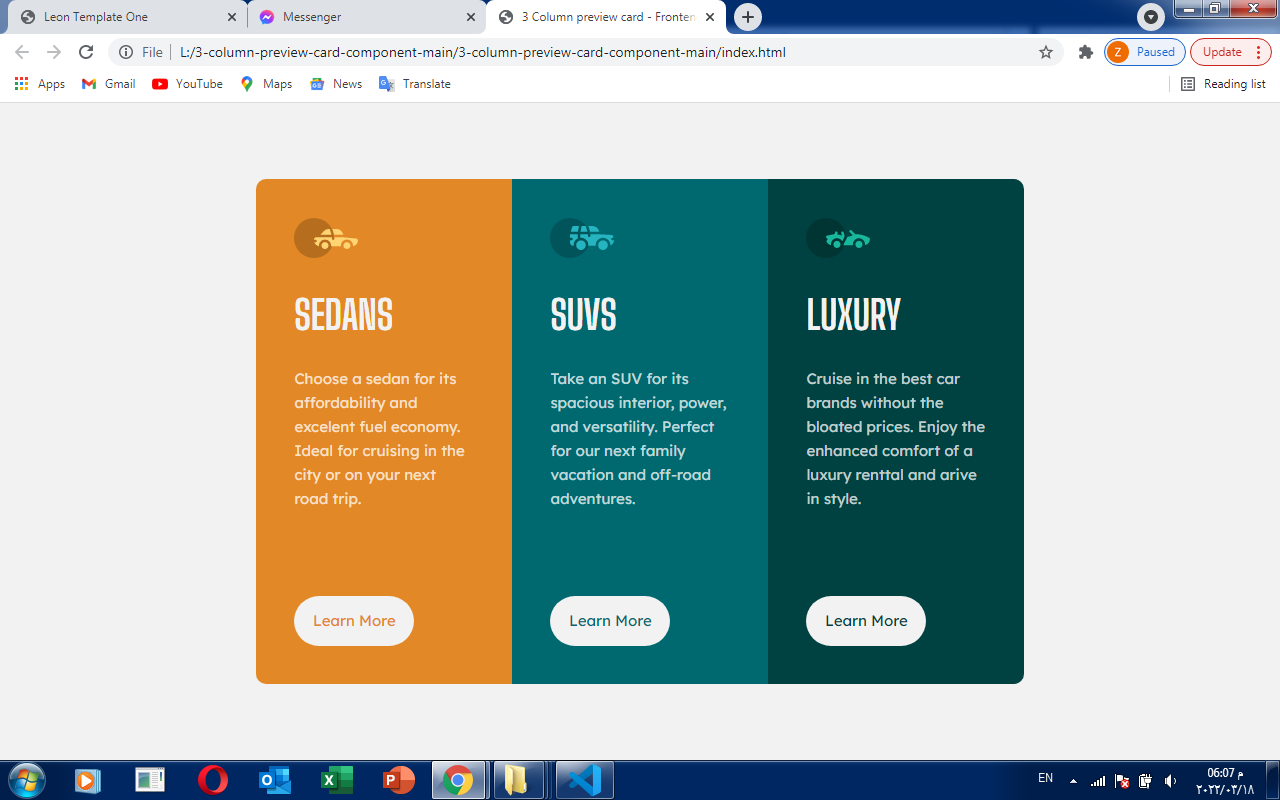 Leon Template One
Messenger
3 Column preview card - Fronten
File
L:/3-column-preview-card-component-main/3-column-preview-card-component-main/index.html
Z Paused
Update
Apps
Gmail
YouTube
Maps
News
Translate
Reading list
SEDANS
Choose a sedan for its
affordability and
excelent fuel economy.
Ideal for cruising in the
city or on your next
road trip.
Learn More
SUVS
Take an SUV for its
spacious interior, power,
and versatility. Perfect
for our next family
vacation and off-road
adventures.
Learn More
LUXURY
Cruise in the best car
brands without the
bloated prices. Enjoy the
enhanced comfort of a
luxury renttal and arive
in style.
Learn More
EN
06:07 م
٢٠٢٢/٠٣/١٨